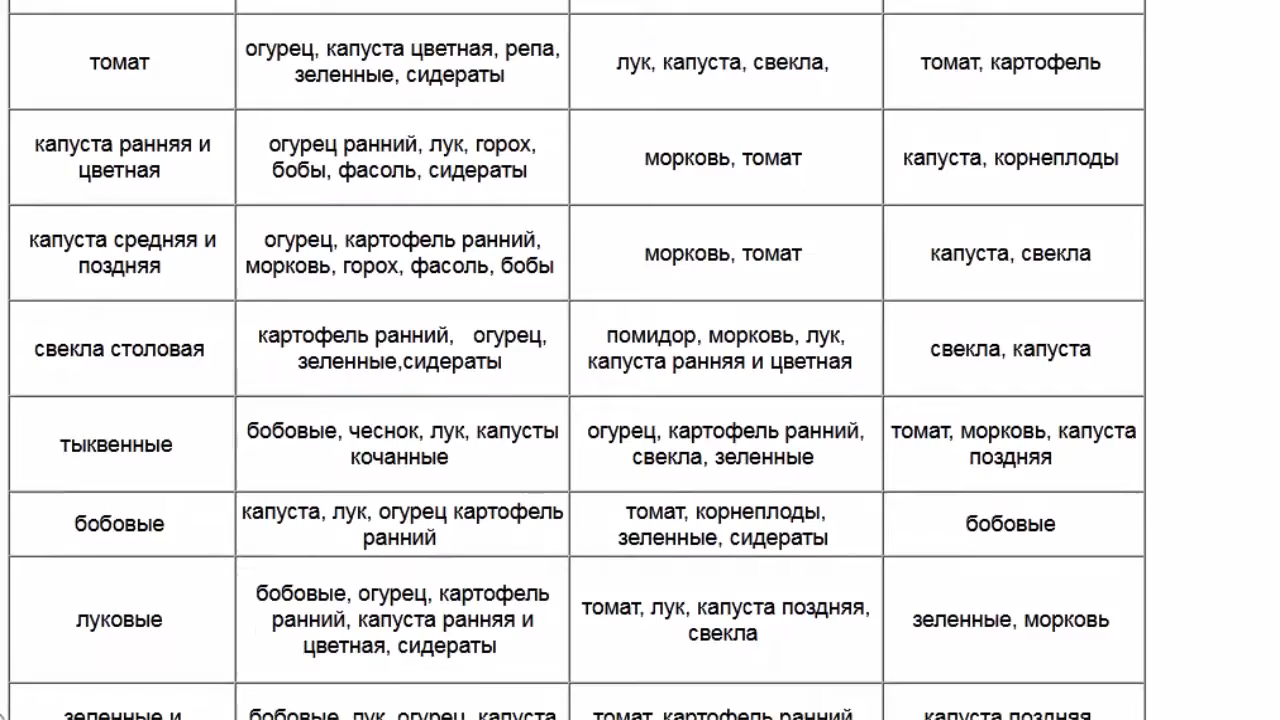 томат
огурец, капуста цветная, репа,
зеленные, сидераты
лук, капуста, свекла,
томат, картофель
капуста ранняя и
цветная
огурец ранний, лук, горох,
бобы, фасоль, сидераты
морковь, томат
капуста, корнеплоды
капуста средняя и
поздняя
огурец, картофель ранний,
морковь, горох, фасоль, бобы
морковь, томат
капуста, свекла
свекла столовая
картофель ранний,   огурец,
зеленные,сидераты
помидор, морковь, лук,
капуста ранняя и цветная
свекла, капуста
тыквенные
бобовые, чеснок, лук, капусты
кочанные
огурец, картофель ранний,
свекла, зеленные
томат, морковь, капуста
поздняя
бобовые
капуста, лук, огурец картофель
ранний
томат, корнеплоды,
зеленные, сидераты
бобовые
луковые
бобовые, огурец, картофель
ранний, капуста ранняя и
цветная, сидераты
томат, лук, капуста поздняя,
свекла
зеленные, морковь
зеленные и
бобовые, лук, огурец, капуста
томат, картофель ранний,
капуста поздняя